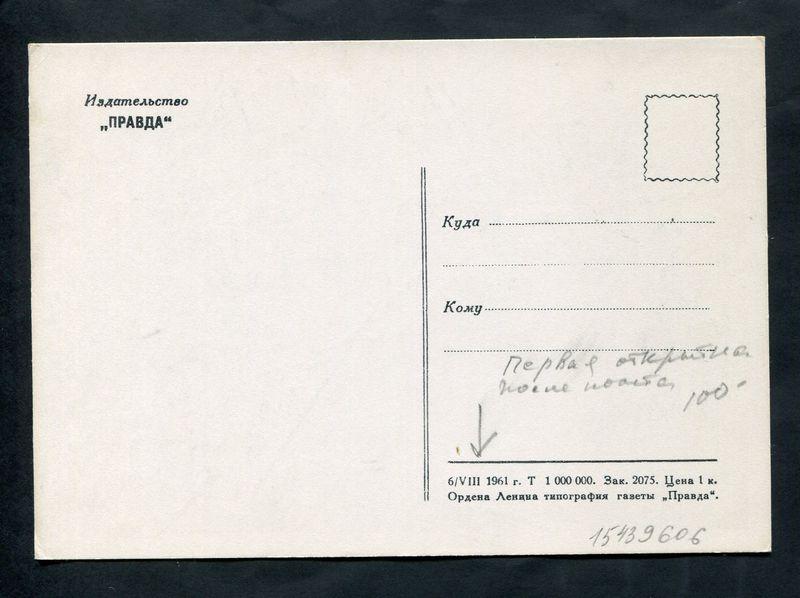 Издательство
„ПРАВДА“
Куда
Кому
Первая открытка
после полета
100-
6/VIII 1961 г. Т 1 000 000. Зак. 2075. Цена 1 к.
Ордена Ленина типография газеты „Правда“.
15439606